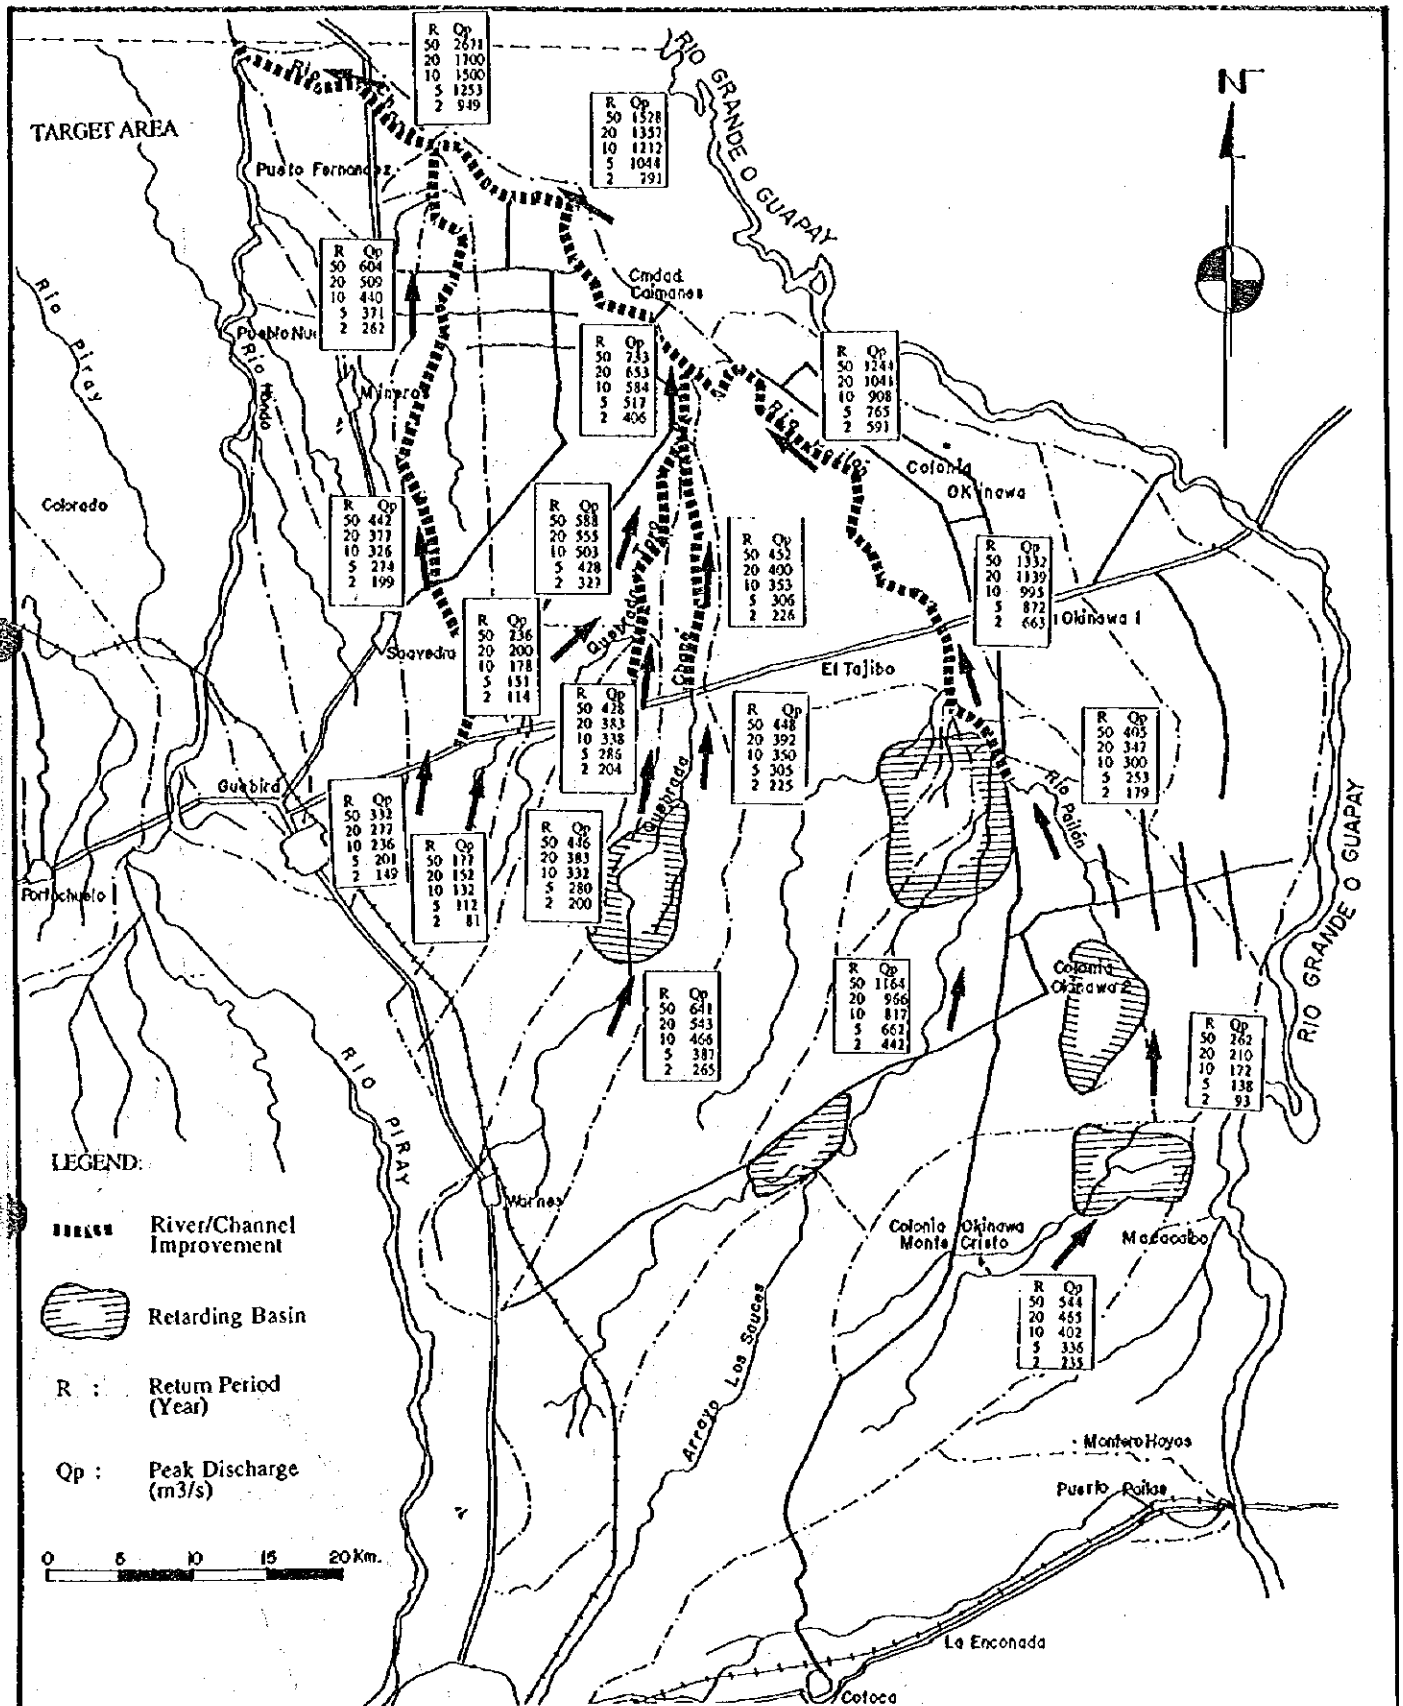 R Qp
50 2671
20 1700
10 1500
5 1253
2 949
RIO GRANDE O GUAPAY
N
Rio
TARGET AREA
R Qp
50 1528
20 1357
10 1212
5 1044
2 791
Puesto Fernandez
R Qp
50 604
20 509
10 440
5 371
2 262
Cmdad.
Caimanes
Rio Piray
Pueblo Nue
Rio Hondo
Minero
R Qp
50 733
20 653
10 584
5 517
2 406
R Qp
50 1244
20 1041
10 908
5 765
2 591
Rio Pailon
Colonia
OKinawa
Colorado
R Qp
50 442
20 377
10 326
5 274
2 199
R Qp
50 588
20 555
10 503
5 428
2 327
Quebrada Toro
R Qp
50 452
20 400
10 353
5 306
2 226
R Qp
50 1332
20 1139
10 995
5 872
2 663
Okinawa 1
Saavedra
R Qp
50 236
20 200
10 178
5 151
2 114
El Tajibo
R Qp
50 428
20 383
10 338
5 286
2 204
Quebrada
R Qp
50 448
20 392
10 350
5 305
2 225
R Qp
50 405
20 347
10 300
5 253
2 179
Rio Pailón
Guabird
R Qp
50 332
20 277
10 236
5 201
2 149
R Qp
50 177
20 152
10 132
5 112
2 81
R Qp
50 446
20 383
10 332
5 280
2 200
Portachuelo
RIO GRANDE O GUAPAY
R Qp
50 641
20 543
10 466
5 387
2 265
R Qp
50 1164
20 966
10 817
5 662
2 442
Colonia
Okinawa 2
R Qp
50 262
20 210
10 172
5 138
2 93
RIO PIRAY
LEGEND:
River/Channel
Improvement
Retarding Basin
R : Return Period
(Year)
Qp : Peak Discharge
(m3/s)
0 5 10 15 20 Km.
Warnes
Colonia Okinawa
Monte Cristo
Macacabo
R Qp
50 544
20 465
10 402
5 336
2 235
Arroyo Los Sauces
Montero Hoyos
Puerto Pailas
La Enconada
Cotoca